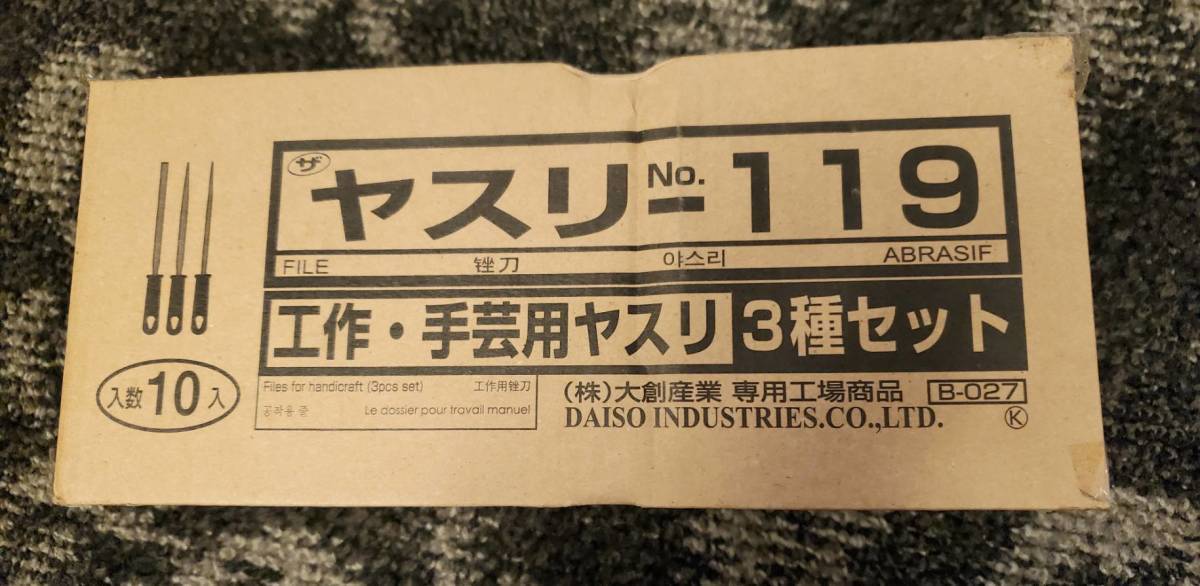 ザ
ヤスリ No.-119
FILE 锉刀 야스리 ABRASIF
工作・手芸用ヤスリ 3種セット
入数10入
Files for handicraft (3pcs set) 工作用锉刀
공작용 줄 Le dossier pour travail manuel
(株)大創産業 専用工場商品 B-027
DAISO INDUSTRIES.CO.,LTD. Ⓚ